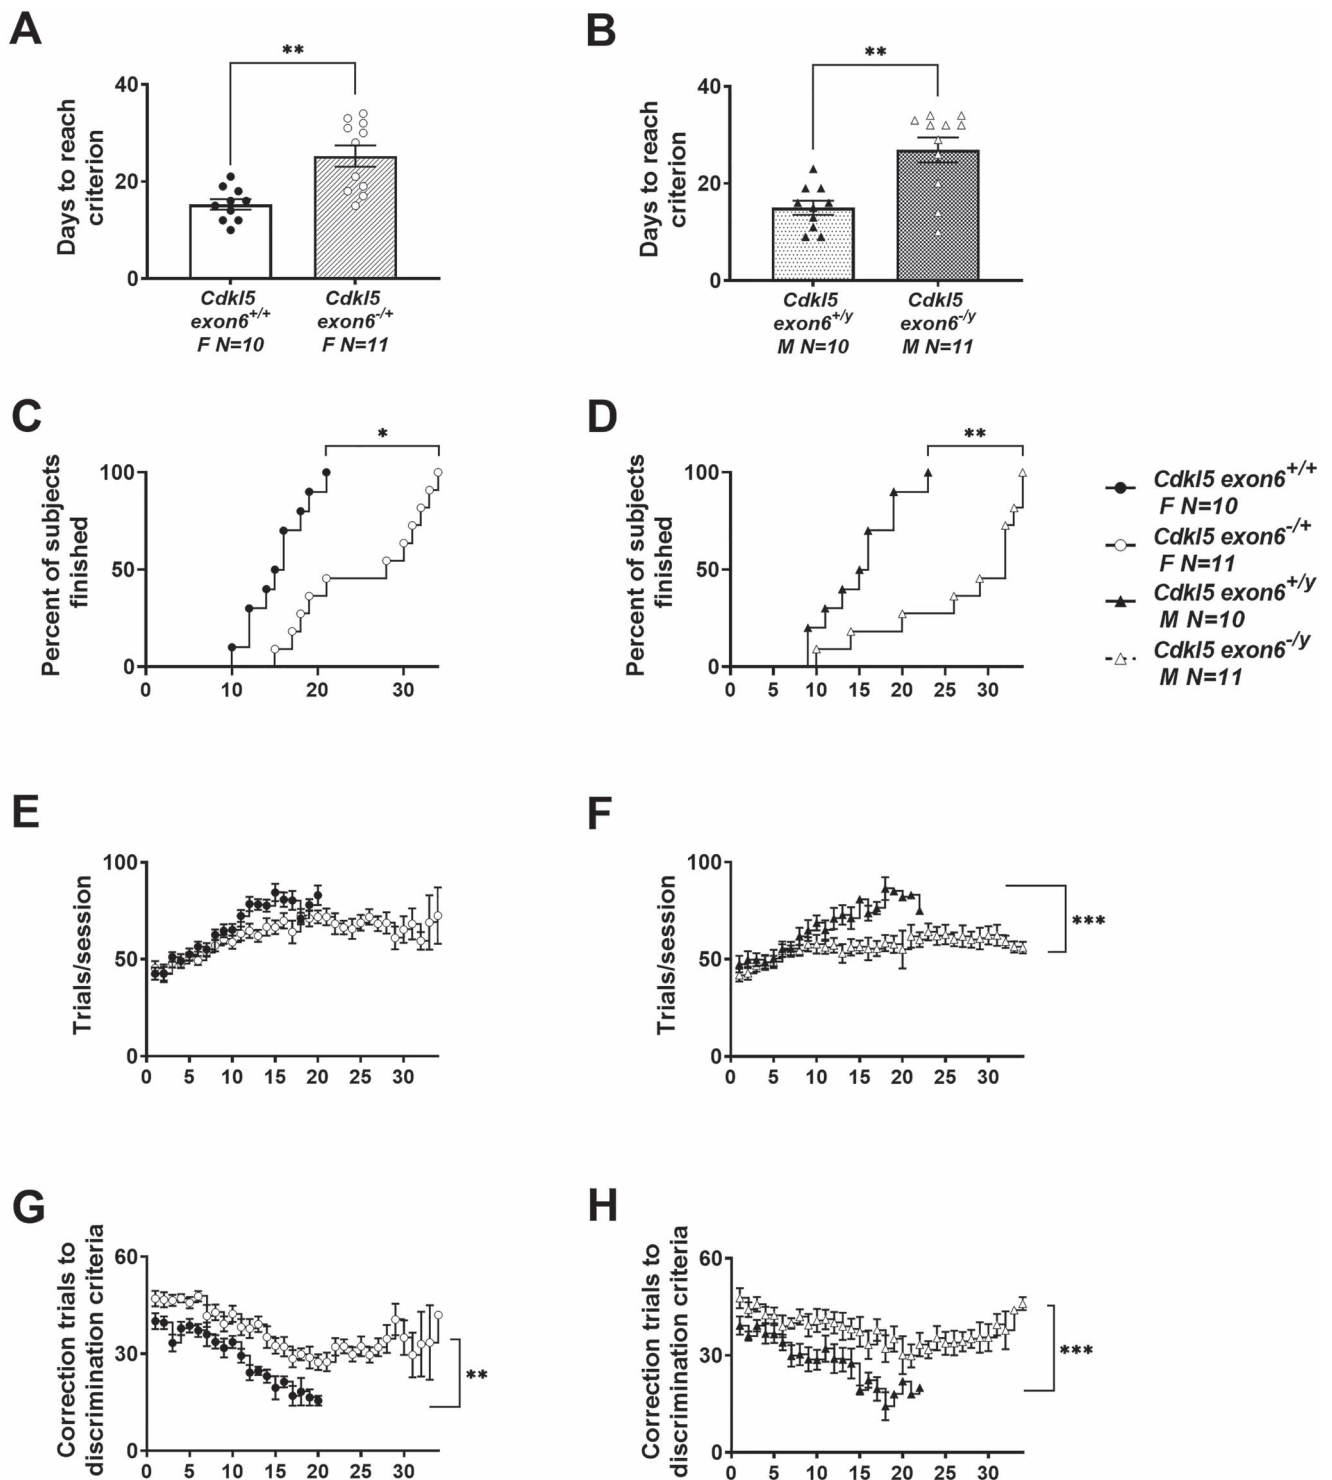 A
**
40
20
0
Days to reach
criterion
Cdkl5
exon6+/+
F N=10
Cdkl5
exon6-/+
F N=11
B
**
40
20
0
Days to reach
criterion
Cdkl5
exon6+/y
M N=10
Cdkl5
exon6-/y
M N=11
C
*
100
50
0
Percent of subjects
finished
0 10 20 30
D
**
100
50
0
Percent of subjects
finished
0 5 10 15 20 25 30
Cdkl5 exon6+/+
F N=10
Cdkl5 exon6-/+
F N=11
Cdkl5 exon6+/y
M N=10
Cdkl5 exon6-/y
M N=11
E
100
50
0
Trials/session
0 5 10 15 20 25 30
F
100
50
0
Trials/session
0 5 10 15 20 25 30
***
G
60
30
0
Correction trials to
discrimination criteria
0 5 10 15 20 25 30
**
H
60
30
0
Correction trials to
discrimination criteria
0 5 10 15 20 25 30
***